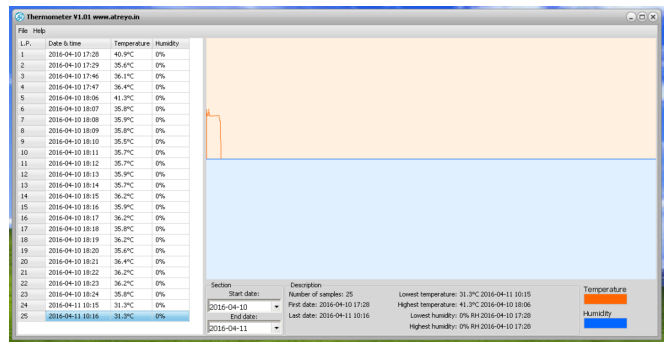 Thermometer V1.01 www.atreyo.in
File Help
L.P. Date & time Temperature Humidity
1 2016-04-10 17:28 40.9°C 0%
2 2016-04-10 17:29 35.6°C 0%
3 2016-04-10 17:46 36.1°C 0%
4 2016-04-10 17:47 36.4°C 0%
5 2016-04-10 18:06 41.3°C 0%
6 2016-04-10 18:07 35.8°C 0%
7 2016-04-10 18:08 35.9°C 0%
8 2016-04-10 18:09 35.8°C 0%
9 2016-04-10 18:10 35.5°C 0%
10 2016-04-10 18:11 35.7°C 0%
11 2016-04-10 18:12 35.7°C 0%
12 2016-04-10 18:13 35.9°C 0%
13 2016-04-10 18:14 35.7°C 0%
14 2016-04-10 18:15 36.2°C 0%
15 2016-04-10 18:16 35.9°C 0%
16 2016-04-10 18:17 36.2°C 0%
17 2016-04-10 18:18 35.8°C 0%
18 2016-04-10 18:19 36.2°C 0%
19 2016-04-10 18:20 35.6°C 0%
20 2016-04-10 18:21 36.4°C 0%
21 2016-04-10 18:22 36.2°C 0%
22 2016-04-10 18:23 36.2°C 0%
23 2016-04-10 18:24 35.8°C 0%
24 2016-04-11 10:15 31.3°C 0%
25 2016-04-11 10:16 31.3°C 0%
Section
Start date:
2016-04-10
End date:
2016-04-11
Description
Number of samples: 25
First date: 2016-04-10 17:28
Last date: 2016-04-11 10:16
Lowest temperature: 31.3°C 2016-04-11 10:15
Highest temperature: 41.3°C 2016-04-10 18:06
Lowest humidity: 0% RH 2016-04-10 17:28
Highest humidity: 0% RH 2016-04-10 17:28
Temperature
Humidity